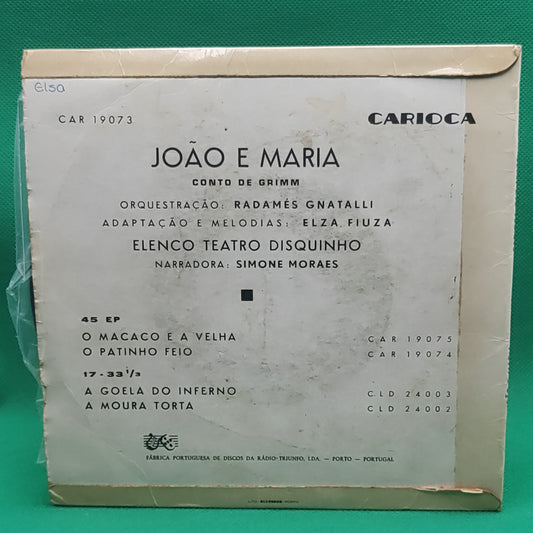 Elsa
CAR 19073
CARIOCA
JOÃO E MARIA
CONTO DE GRIMM
ORQUESTRAÇÃO: RADAMÉS GNATALLI
ADAPTAÇÃO E MELODIAS: ELZA FIUZA
ELENCO TEATRO DISQUINHO
NARRADORA: SIMONE MORAES
45 EP
O MACACO E A VELHA CAR 19075
O PATINHO FEIO CAR 19074
17-33 1/3
A GOELA DO INFERNO CLD 24003
A MOURA TORTA CLD 24002
FÁBRICA PORTUGUESA DE DISCOS DA RÁDIO-TRIUNFO, LDA. — PORTO — PORTUGAL